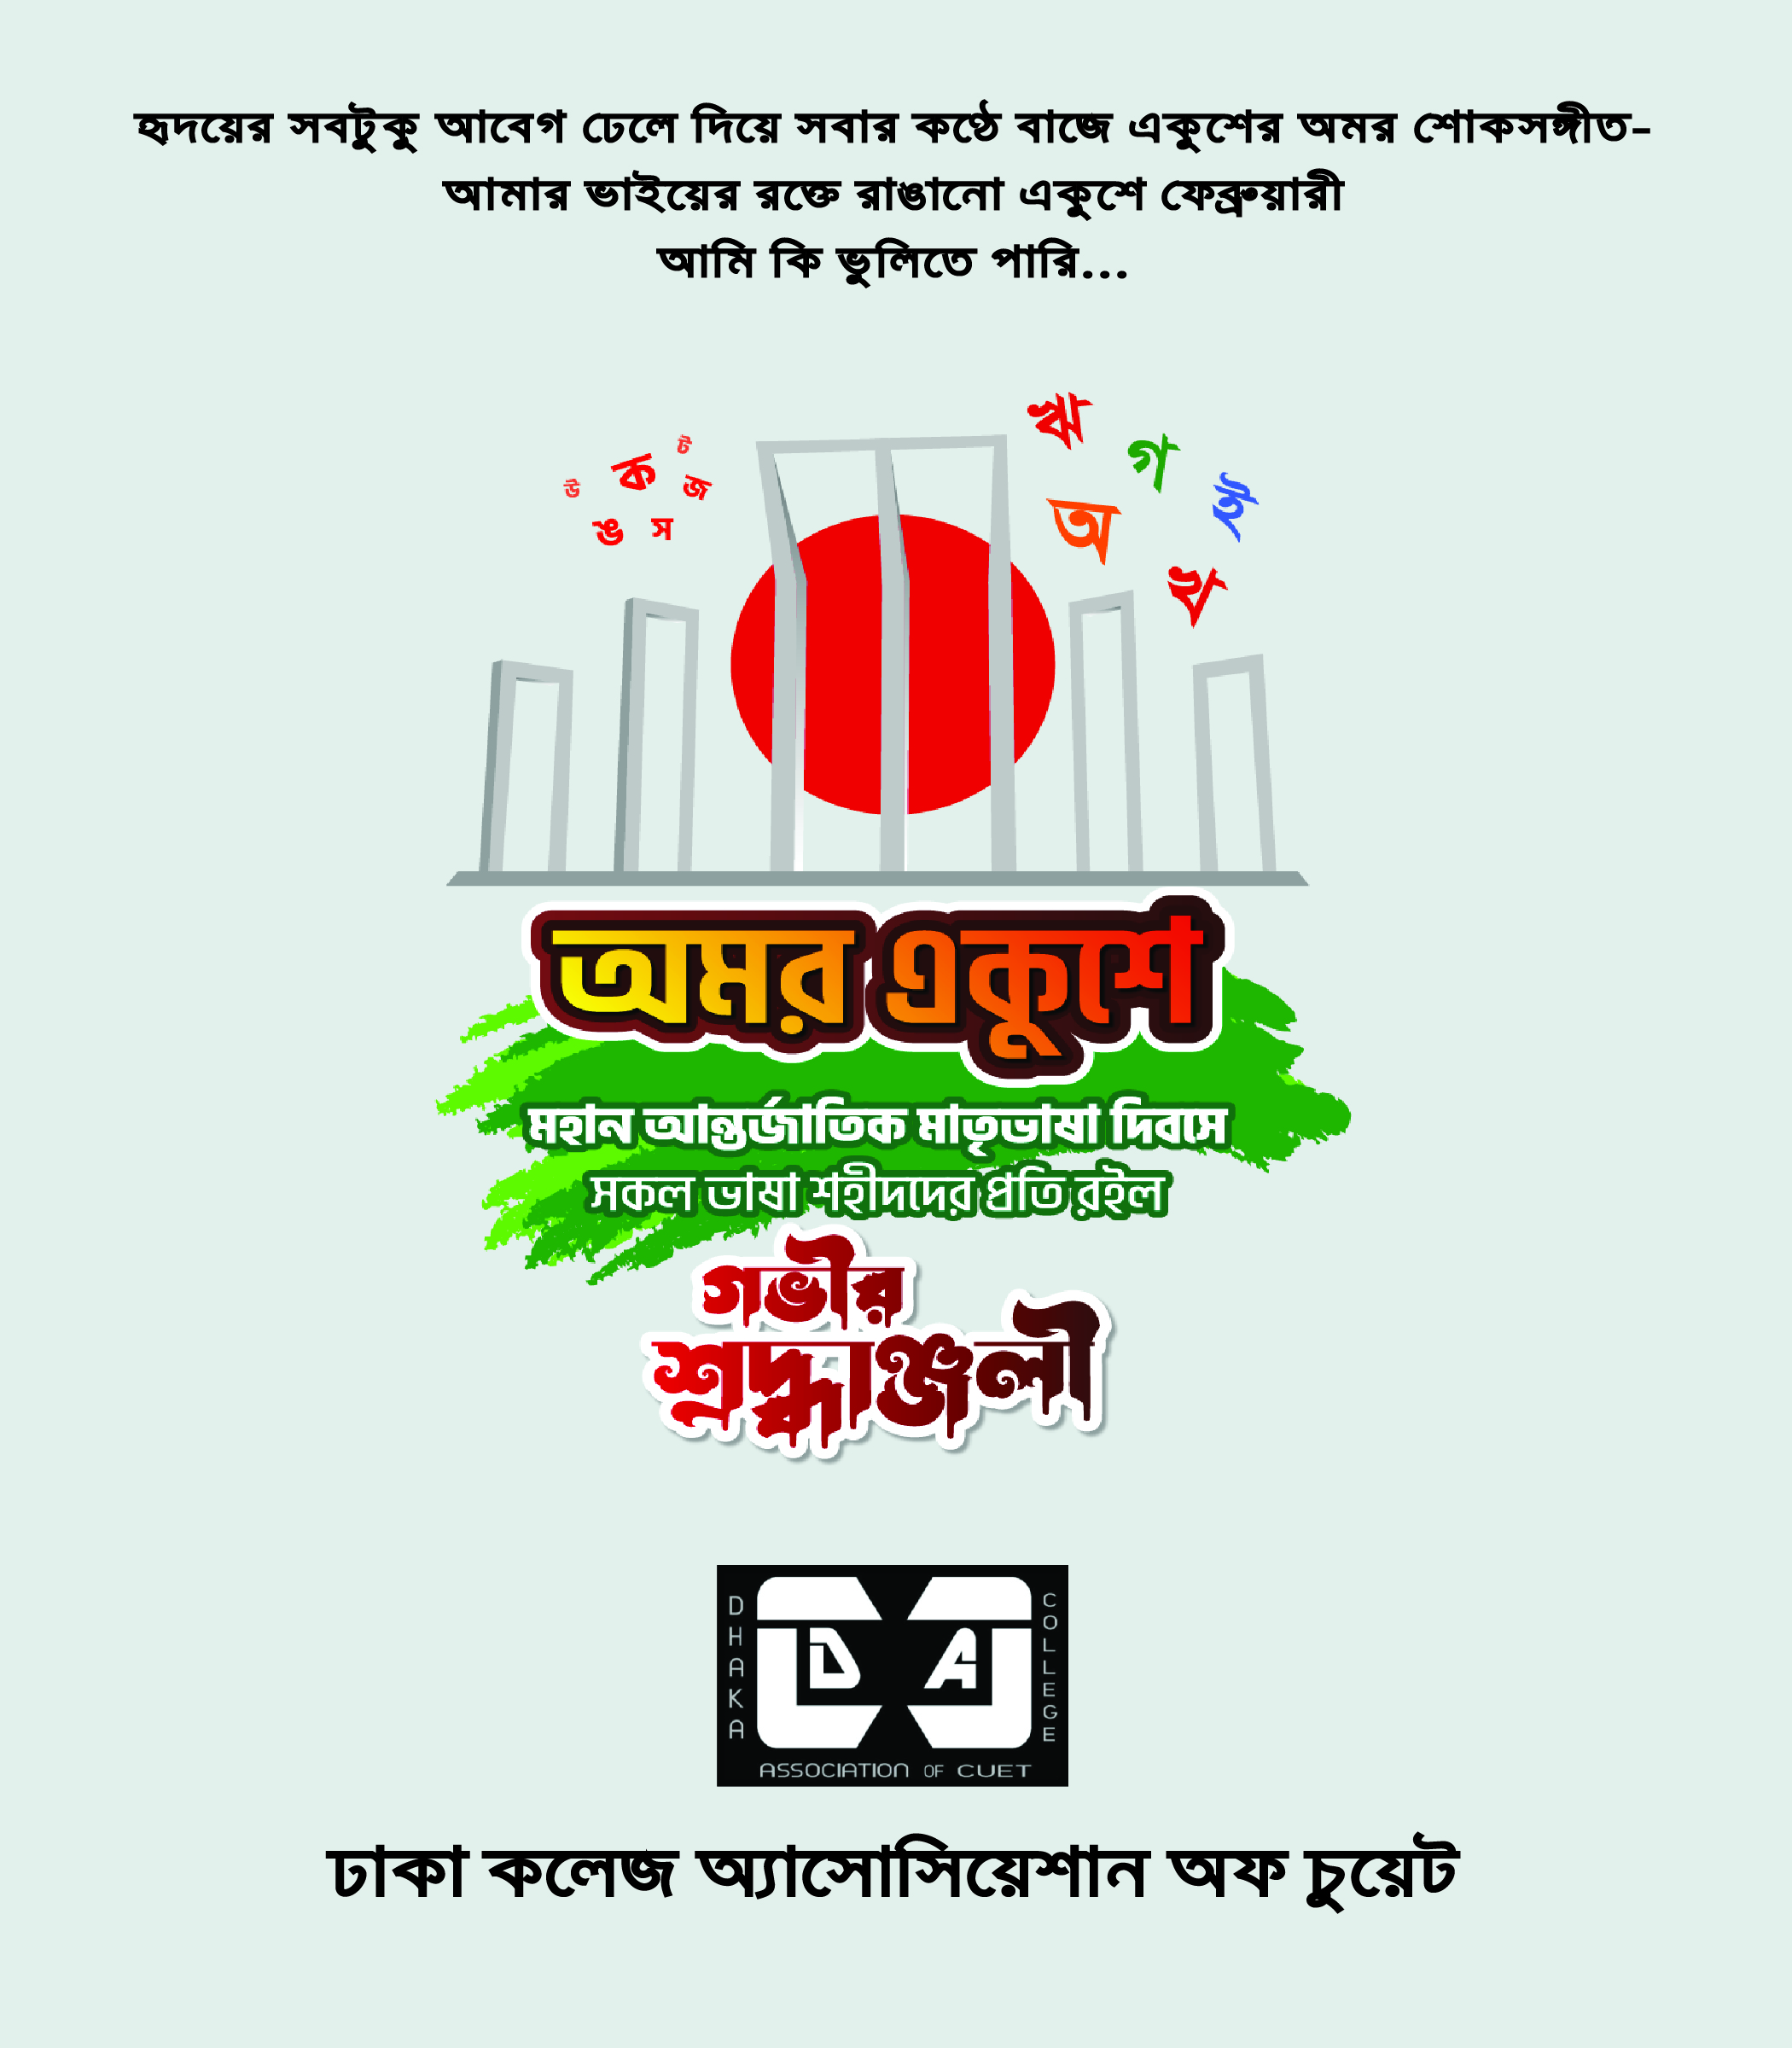 হৃদয়ের সবটুকু আবেগ ঢেলে দিয়ে সবার কণ্ঠে বাজে একুশের অমর শোকসঙ্গীত-
আমার ভাইয়ের রক্তে রাঙানো একুশে ফেব্রুয়ারী
আমি কি ভুলিতে পারি...
উ ঙ ক স ট জ
ঋ গ ই অ খ
অমর একুশে
মহান আন্তর্জাতিক মাতৃভাষা দিবসে
সকল ভাষা শহীদদের প্রতি রইল
গভীর
শ্রদ্ধাঞ্জলী
DHAKA
DA
COLLEGE
ASSOCIATION OF CUET
ঢাকা কলেজ অ্যাসোসিয়েশান অফ চুয়েট